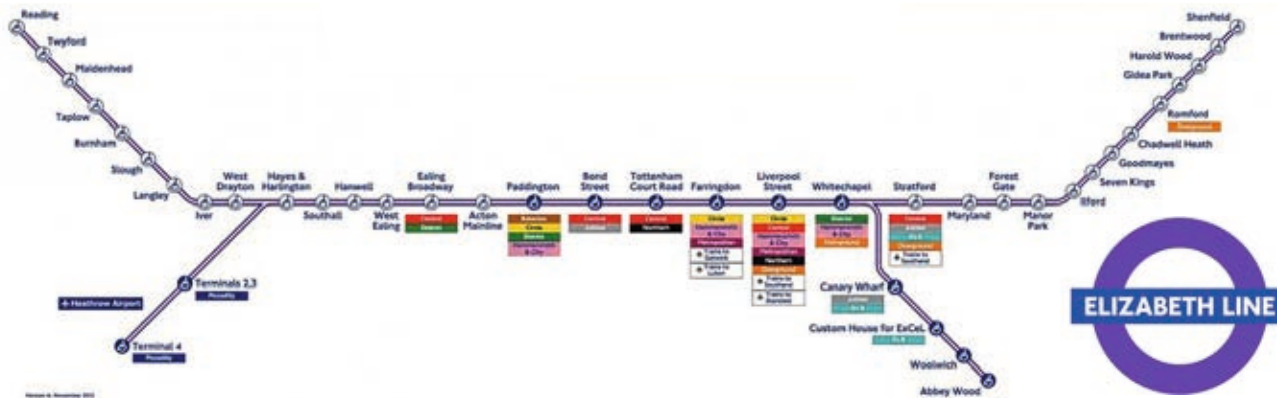 Reading
Twyford
Maidenhead
Taplow
Burnham
Slough
Langley
Iver
West
Drayton
Hayes &
Harlington
Southall
Hanwell
West
Ealing
Ealing
Broadway
Central
District
Acton
Mainline
Paddington
Bakerloo
Circle
District
Hammersmith
& City
Bond
Street
Central
Jubilee
Tottenham
Court Road
Central
Northern
Farringdon
Circle
Hammersmith
& City
Metropolitan
Trains to
Gatwick
Trains to
Luton
Liverpool
Street
Circle
Central
Hammersmith
& City
Metropolitan
Northern
Overground
Trains to
Southend
Trains to
Stansted
Whitechapel
District
Hammersmith
& City
Overground
Stratford
Central
Jubilee
DLR
Overground
Trains to
Southend
Maryland
Forest
Gate
Manor
Park
Ilford
Seven Kings
Goodmayes
Chadwell Heath
Romford
Overground
Gidea Park
Harold Wood
Brentwood
Shenfield
Terminals 2,3
Piccadilly
Heathrow Airport
Terminal 4
Piccadilly
Canary Wharf
Jubilee
DLR
Custom House for ExCeL
DLR
Woolwich
Abbey Wood
ELIZABETH LINE